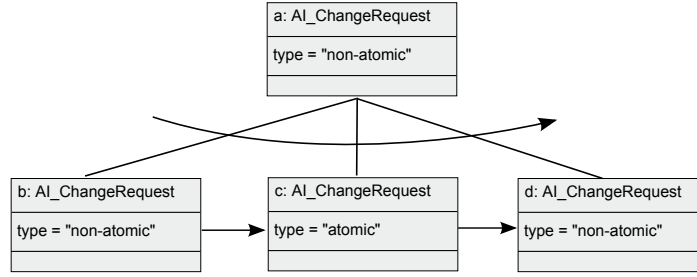 a: AI_ChangeRequest
type = "non-atomic"
b: AI_ChangeRequest
type = "non-atomic"
c: AI_ChangeRequest
type = "atomic"
d: AI_ChangeRequest
type = "non-atomic"